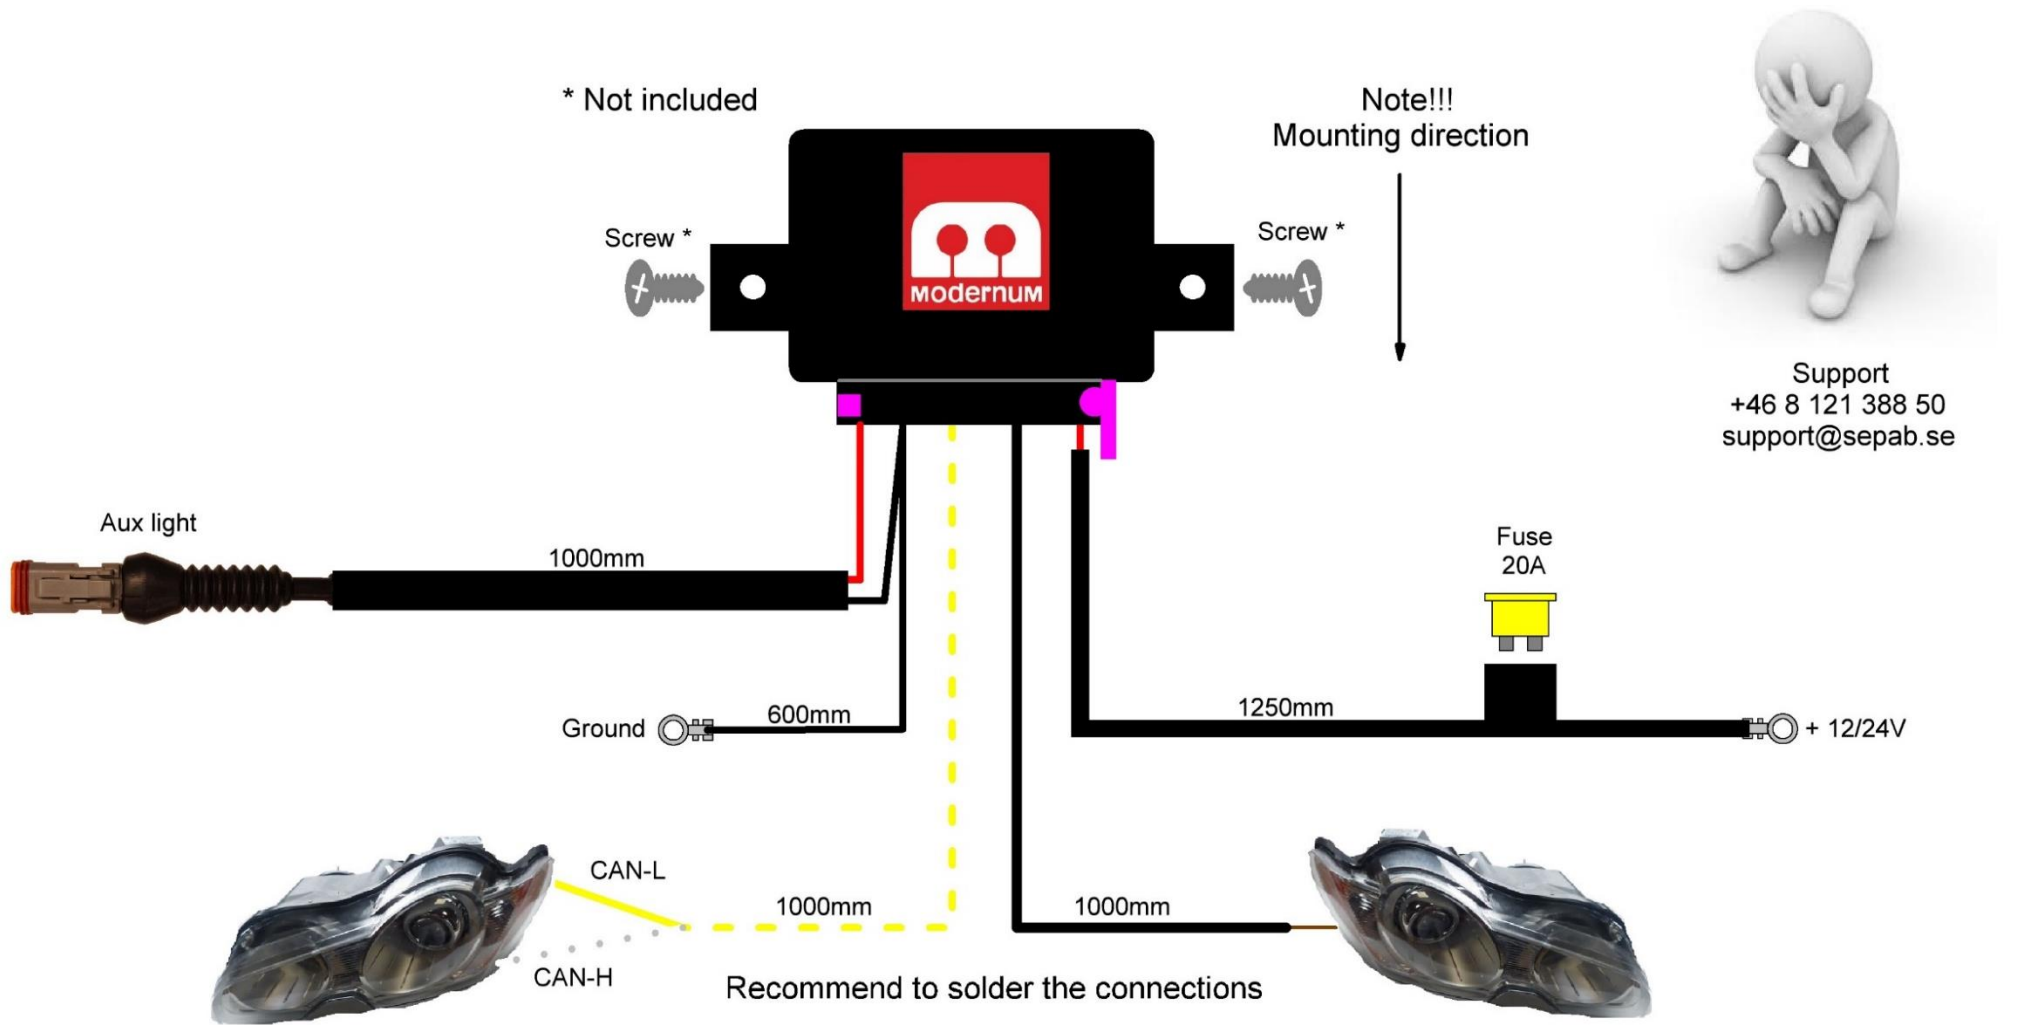 * Not included
Note!!!
Mounting direction
Screw *
Screw *
ModernuM
Support
+46 8 121 388 50
support@sepab.se
Aux light
1000mm
Fuse
20A
Ground
600mm
1250mm
+ 12/24V
CAN-L
1000mm
1000mm
CAN-H
Recommend to solder the connections